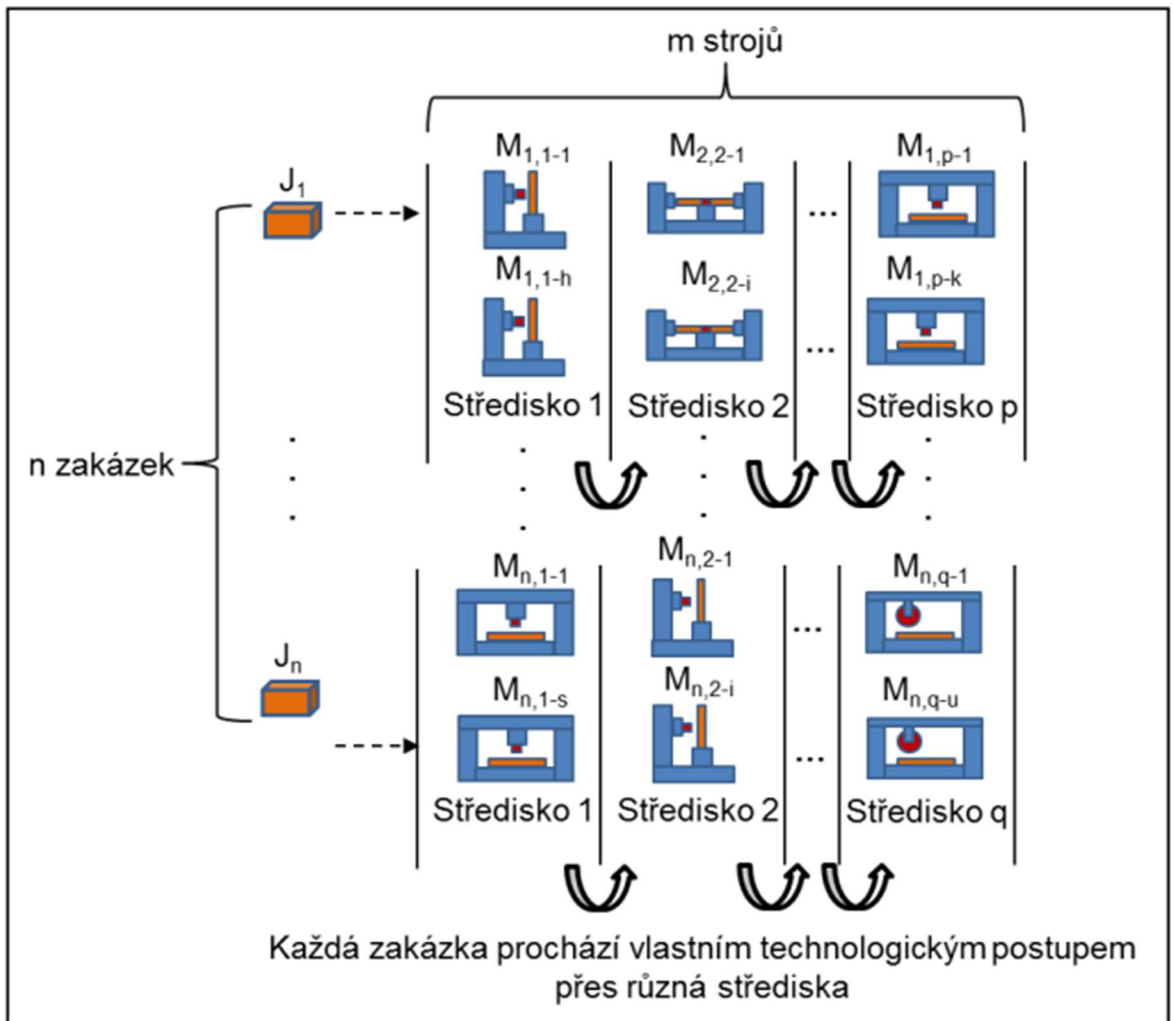 m strojů
M1,1-1 M2,2-1 M1,p-1
J1
...
M1,1-h M2,2-i M1,p-k
...
Středisko 1 Středisko 2 Středisko p
n zakázek
Mn,1-1 Mn,2-1 Mn,q-1
...
Jn
Mn,1-s Mn,2-i Mn,q-u
...
Středisko 1 Středisko 2 Středisko q
Každá zakázka prochází vlastním technologickým postupem
přes různá střediska